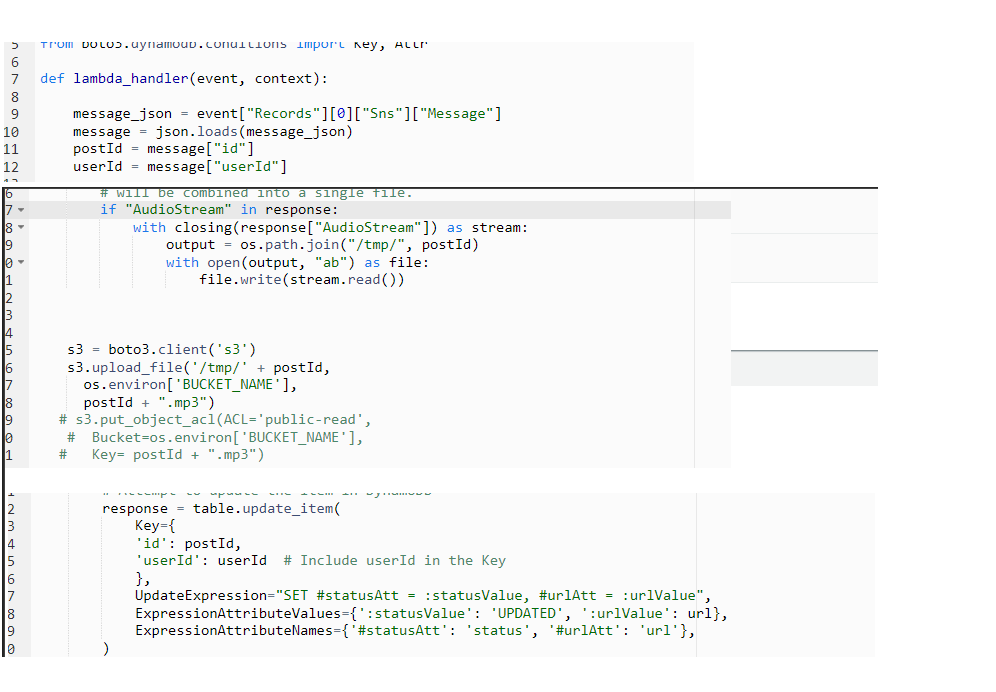 5 from boto3.dynamodb.conditions import Key, Attr
6
7 def lambda_handler(event, context):
8
9 message_json = event["Records"][0]["Sns"]["Message"]
10 message = json.loads(message_json)
11 postId = message["id"]
12 userId = message["userId"]
6 # will be combined into a single file.
7 if "AudioStream" in response:
8 with closing(response["AudioStream"]) as stream:
9 output = os.path.join("/tmp/", postId)
0 with open(output, "ab") as file:
1 file.write(stream.read())
2
3
4
5 s3 = boto3.client('s3')
6 s3.upload_file('/tmp/' + postId,
7 os.environ['BUCKET_NAME'],
8 postId + ".mp3")
9 # s3.put_object_acl(ACL='public-read',
0 # Bucket=os.environ['BUCKET_NAME'],
1 # Key= postId + ".mp3")
1 # Attempt to update the item in DynamoDB
2 response = table.update_item(
3 Key={
4 'id': postId,
5 'userId': userId # Include userId in the Key
6 },
7 UpdateExpression="SET #statusAtt = :statusValue, #urlAtt = :urlValue",
8 ExpressionAttributeValues={':statusValue': 'UPDATED', ':urlValue': url},
9 ExpressionAttributeNames={'#statusAtt': 'status', '#urlAtt': 'url'},
0 )